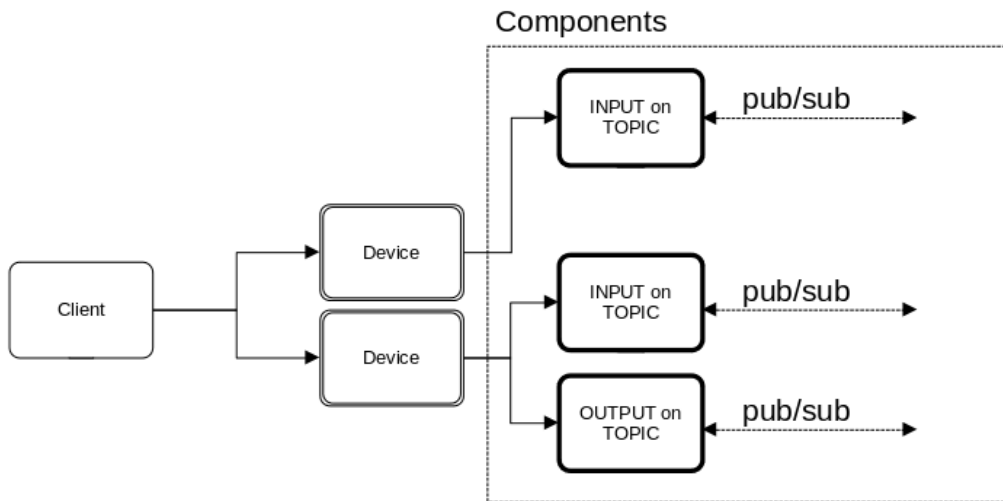 Components
INPUT on
TOPIC
pub/sub
Device
Client
INPUT on
TOPIC
pub/sub
Device
OUTPUT on
TOPIC
pub/sub